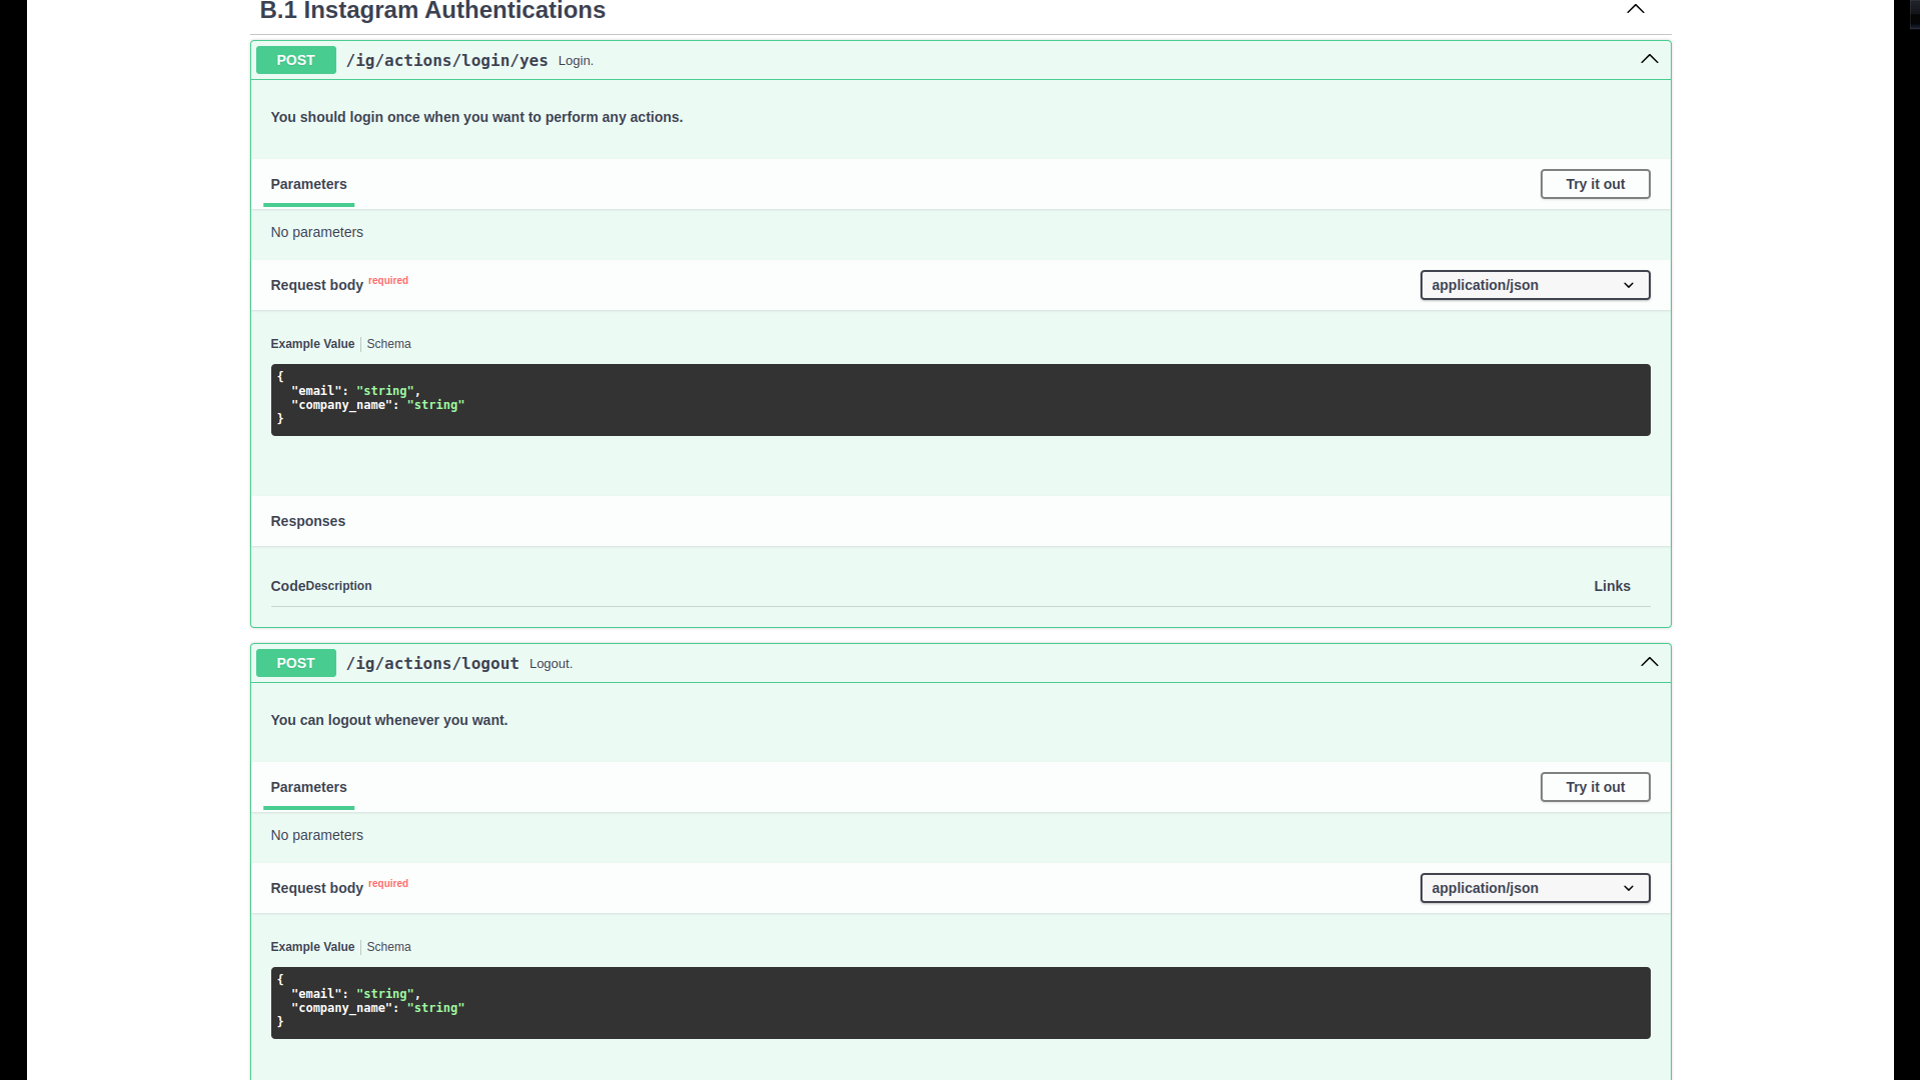 B.1 Instagram Authentications
POST /ig/actions/login/yes Login.
You should login once when you want to perform any actions.
Parameters Try it out
No parameters
Request body required application/json
Example Value Schema
{
"email": "string",
"company_name": "string"
}
Responses
Code Description Links
POST /ig/actions/logout Logout.
You can logout whenever you want.
Parameters Try it out
No parameters
Request body required application/json
Example Value Schema
{
"email": "string",
"company_name": "string"
}